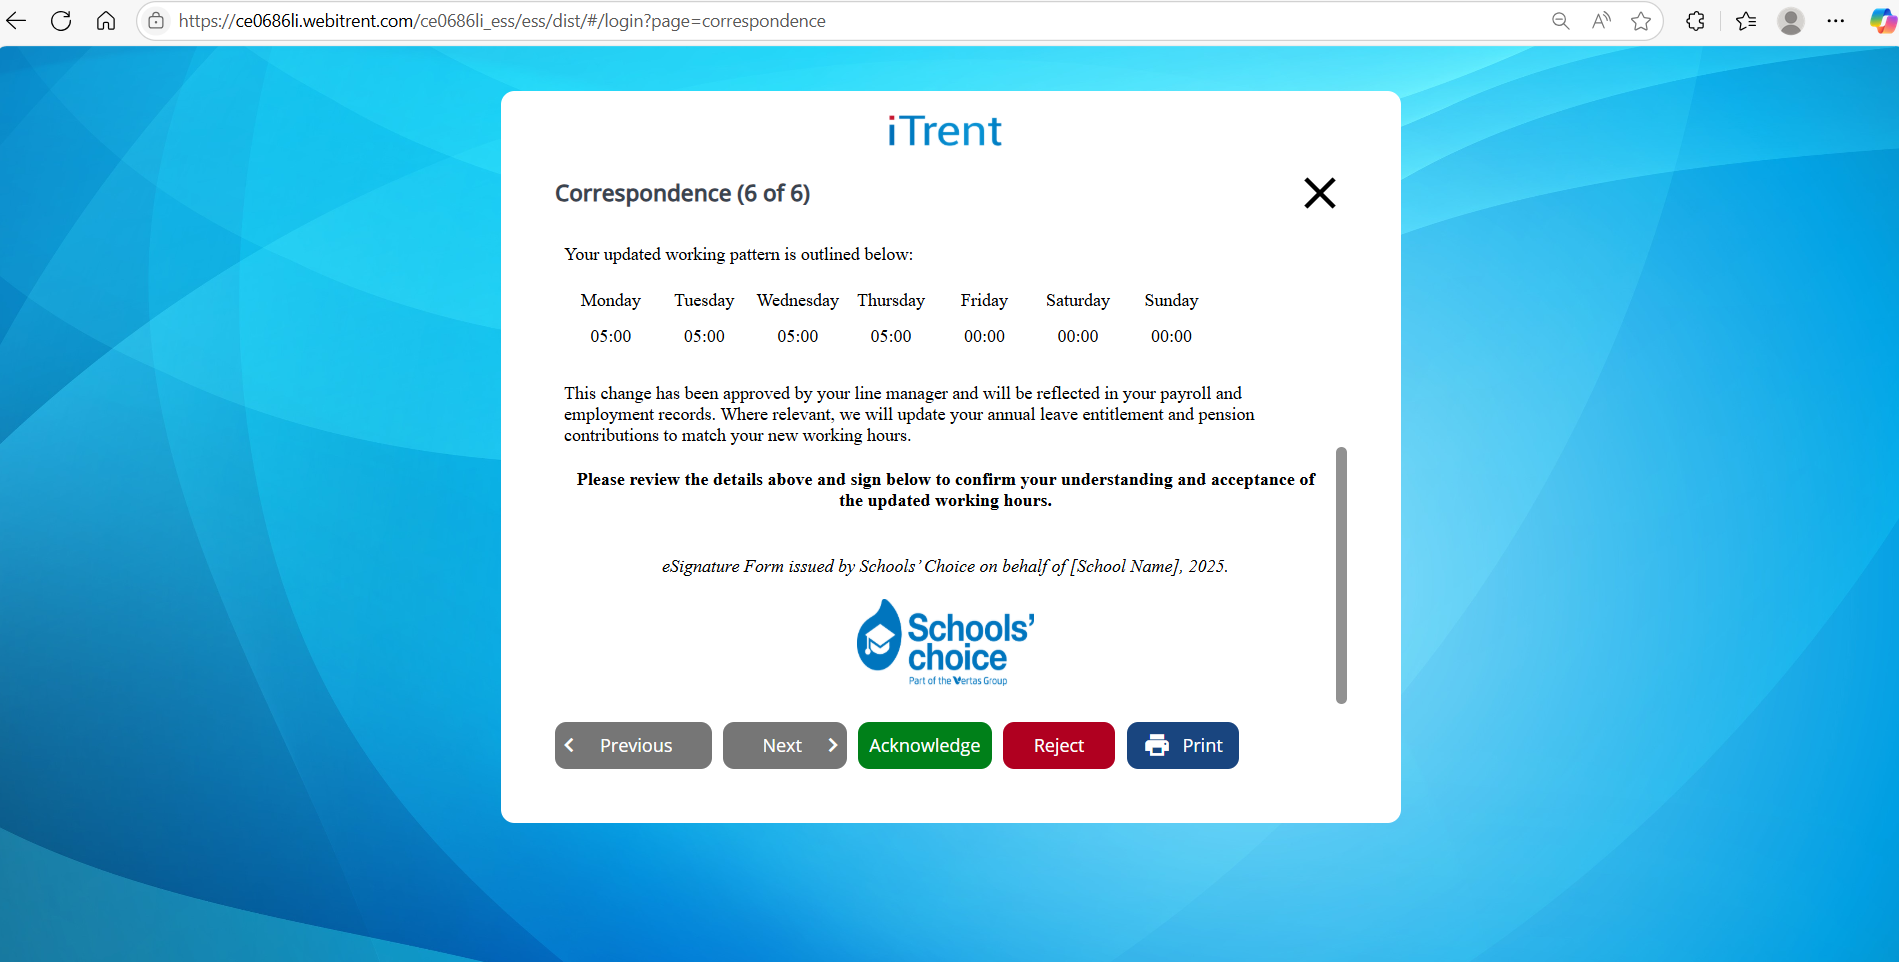 https://ce0686li.webitrent.com/ce0686li_ess/ess/dist/#/login?page=correspondence
iTrent
Correspondence (6 of 6)
Your updated working pattern is outlined below:
Monday Tuesday Wednesday Thursday Friday Saturday Sunday
05:00 05:00 05:00 05:00 00:00 00:00 00:00
This change has been approved by your line manager and will be reflected in your payroll and
employment records. Where relevant, we will update your annual leave entitlement and pension
contributions to match your new working hours.
Please review the details above and sign below to confirm your understanding and acceptance of
the updated working hours.
eSignature Form issued by Schools’ Choice on behalf of [School Name], 2025.
Schools’
choice
Part of the Vertas Group
Previous Next Acknowledge Reject Print